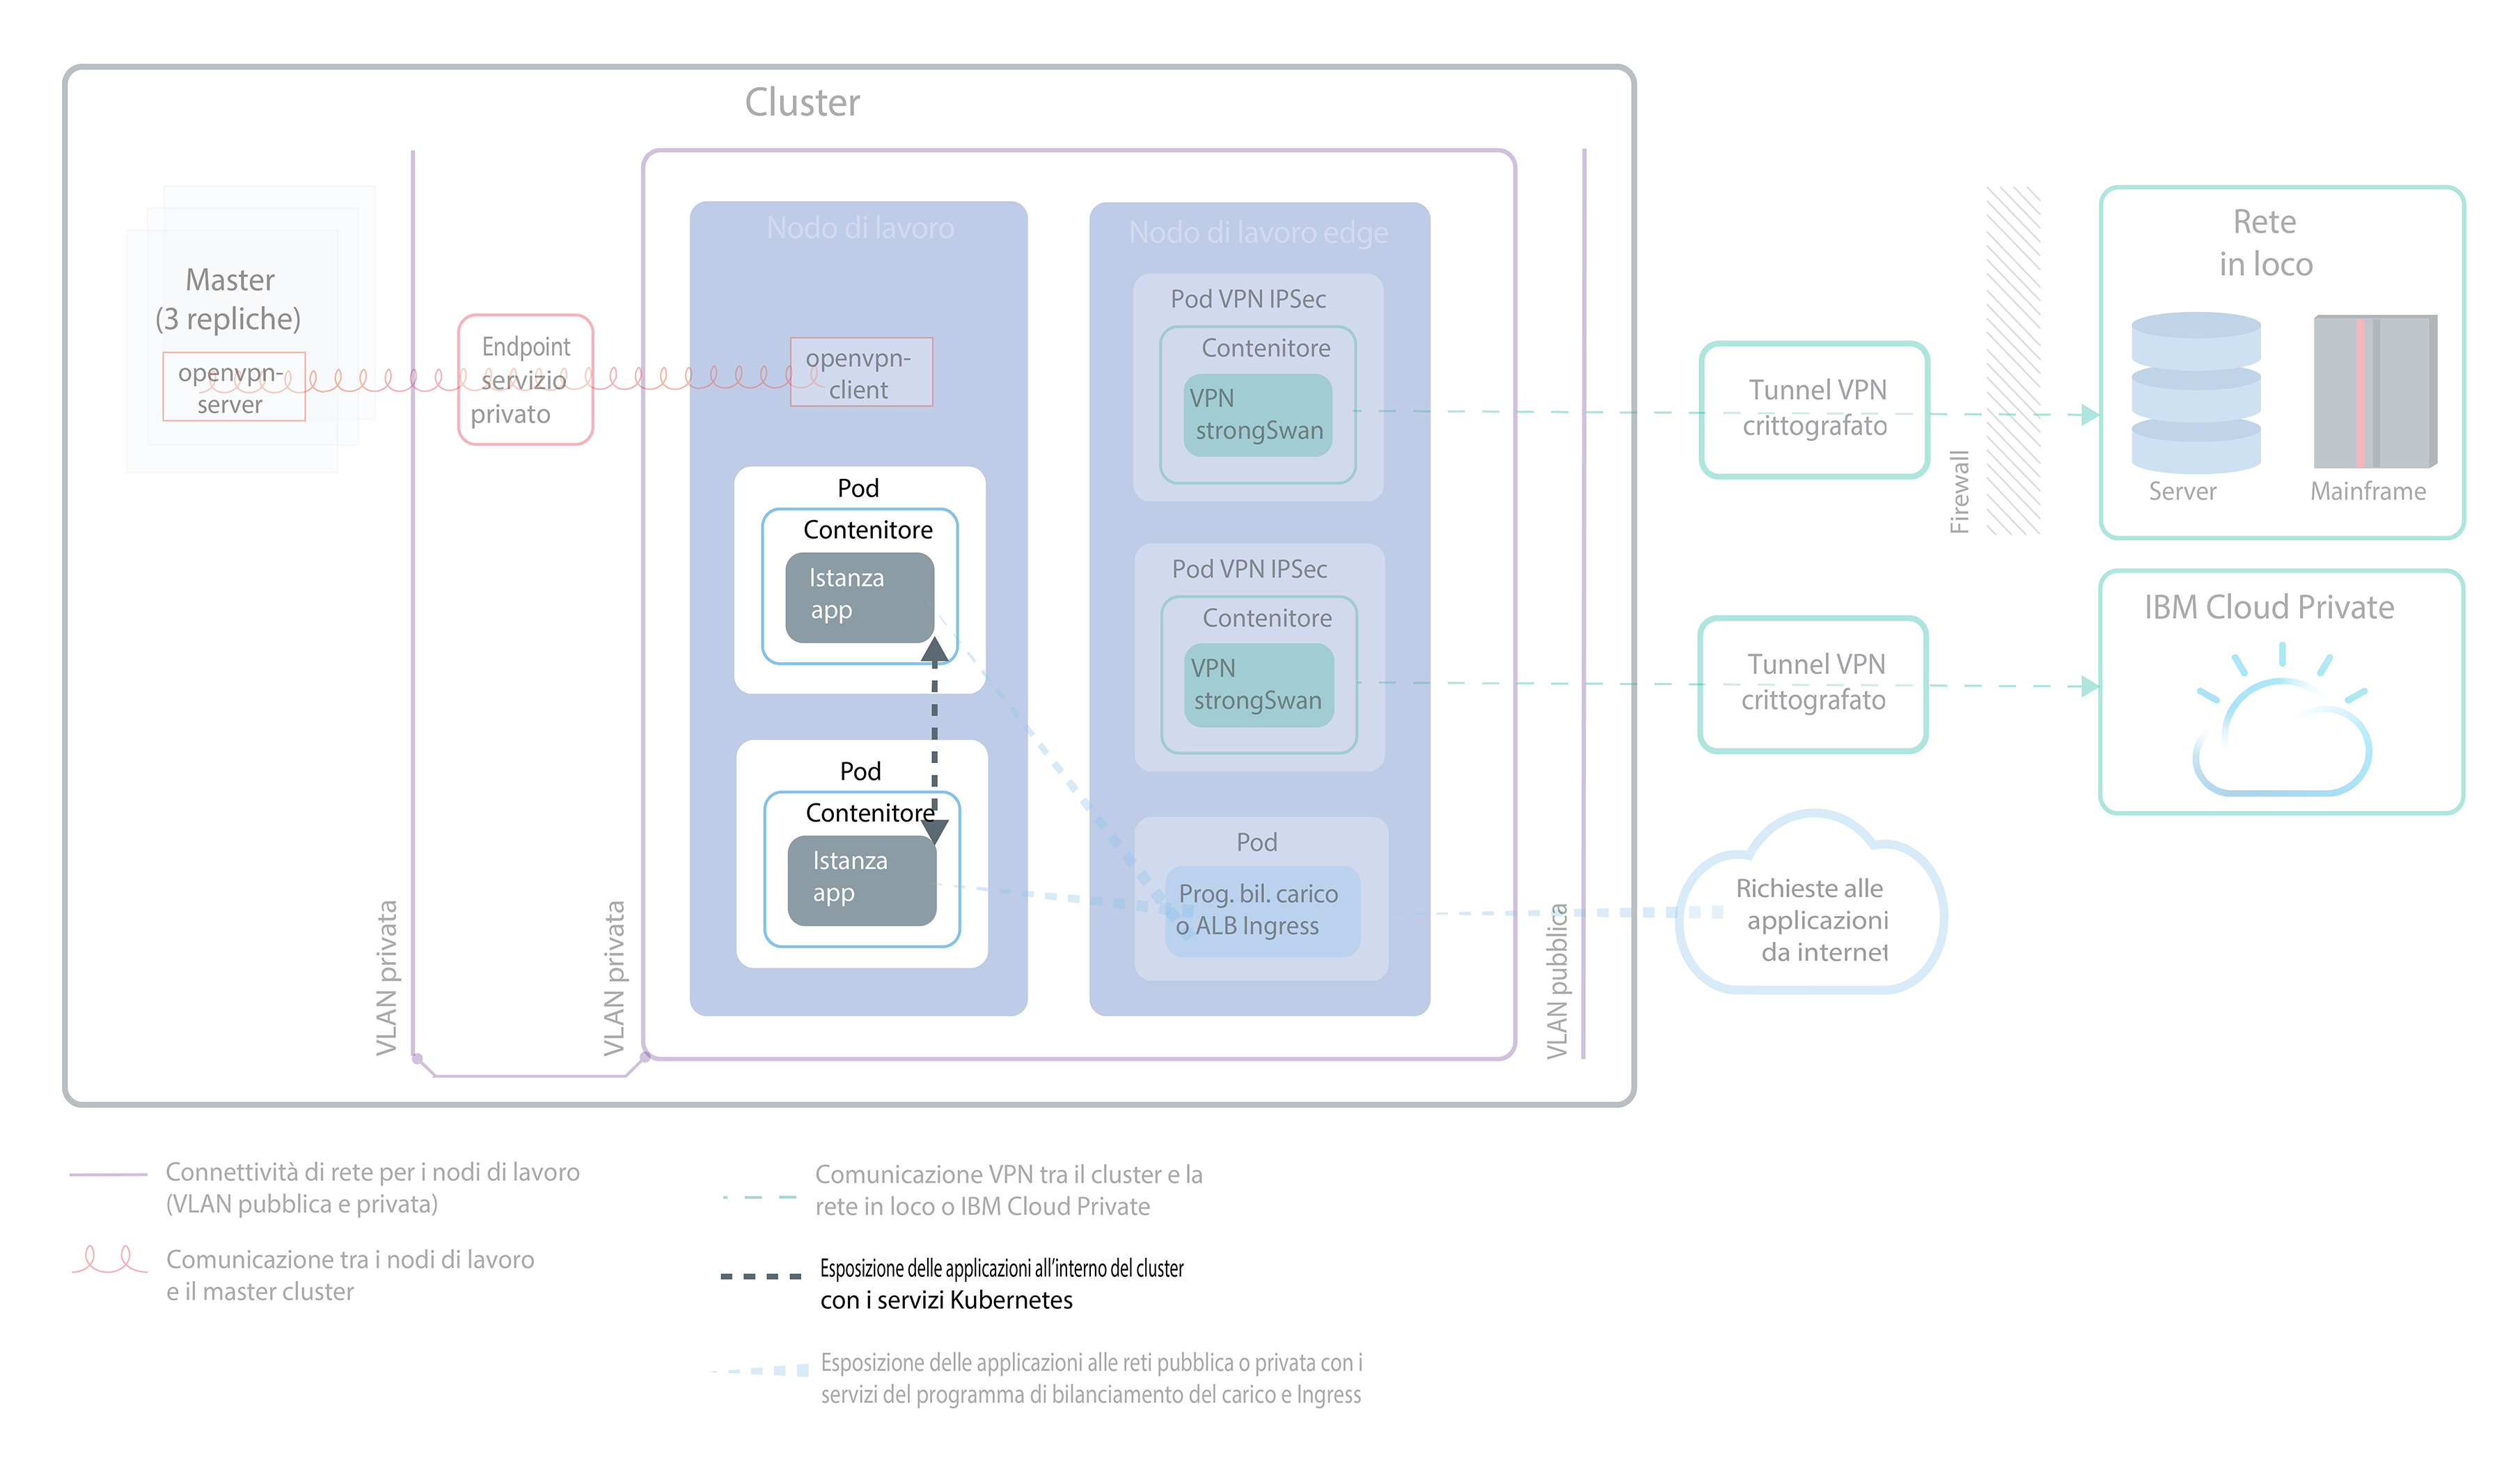 Cluster
Master
(3 repliche)
openvpn-
server
Endpoint
servizio
privato
VLAN privata
VLAN privata
Nodo di lavoro
openvpn-
client
Pod
Contenitore
Istanza
app
Pod
Contenitore
Istanza
app
Nodo di lavoro edge
Pod VPN IPSec
Contenitore
VPN
strongSwan
Pod VPN IPSec
Contenitore
VPN
strongSwan
Pod
Prog. bil. carico
o ALB Ingress
VLAN pubblica
Tunnel VPN
crittografato
Firewall
Rete
in loco
Server
Mainframe
Tunnel VPN
crittografato
IBM Cloud Private
Richieste alle
applicazioni
da internet
Connettività di rete per i nodi di lavoro
(VLAN pubblica e privata)
Comunicazione tra i nodi di lavoro
e il master cluster
Comunicazione VPN tra il cluster e la
rete in loco o IBM Cloud Private
Esposizione delle applicazioni all'interno del cluster
con i servizi Kubernetes
Esposizione delle applicazioni alle reti pubblica o privata con i
servizi del programma di bilanciamento del carico e Ingress